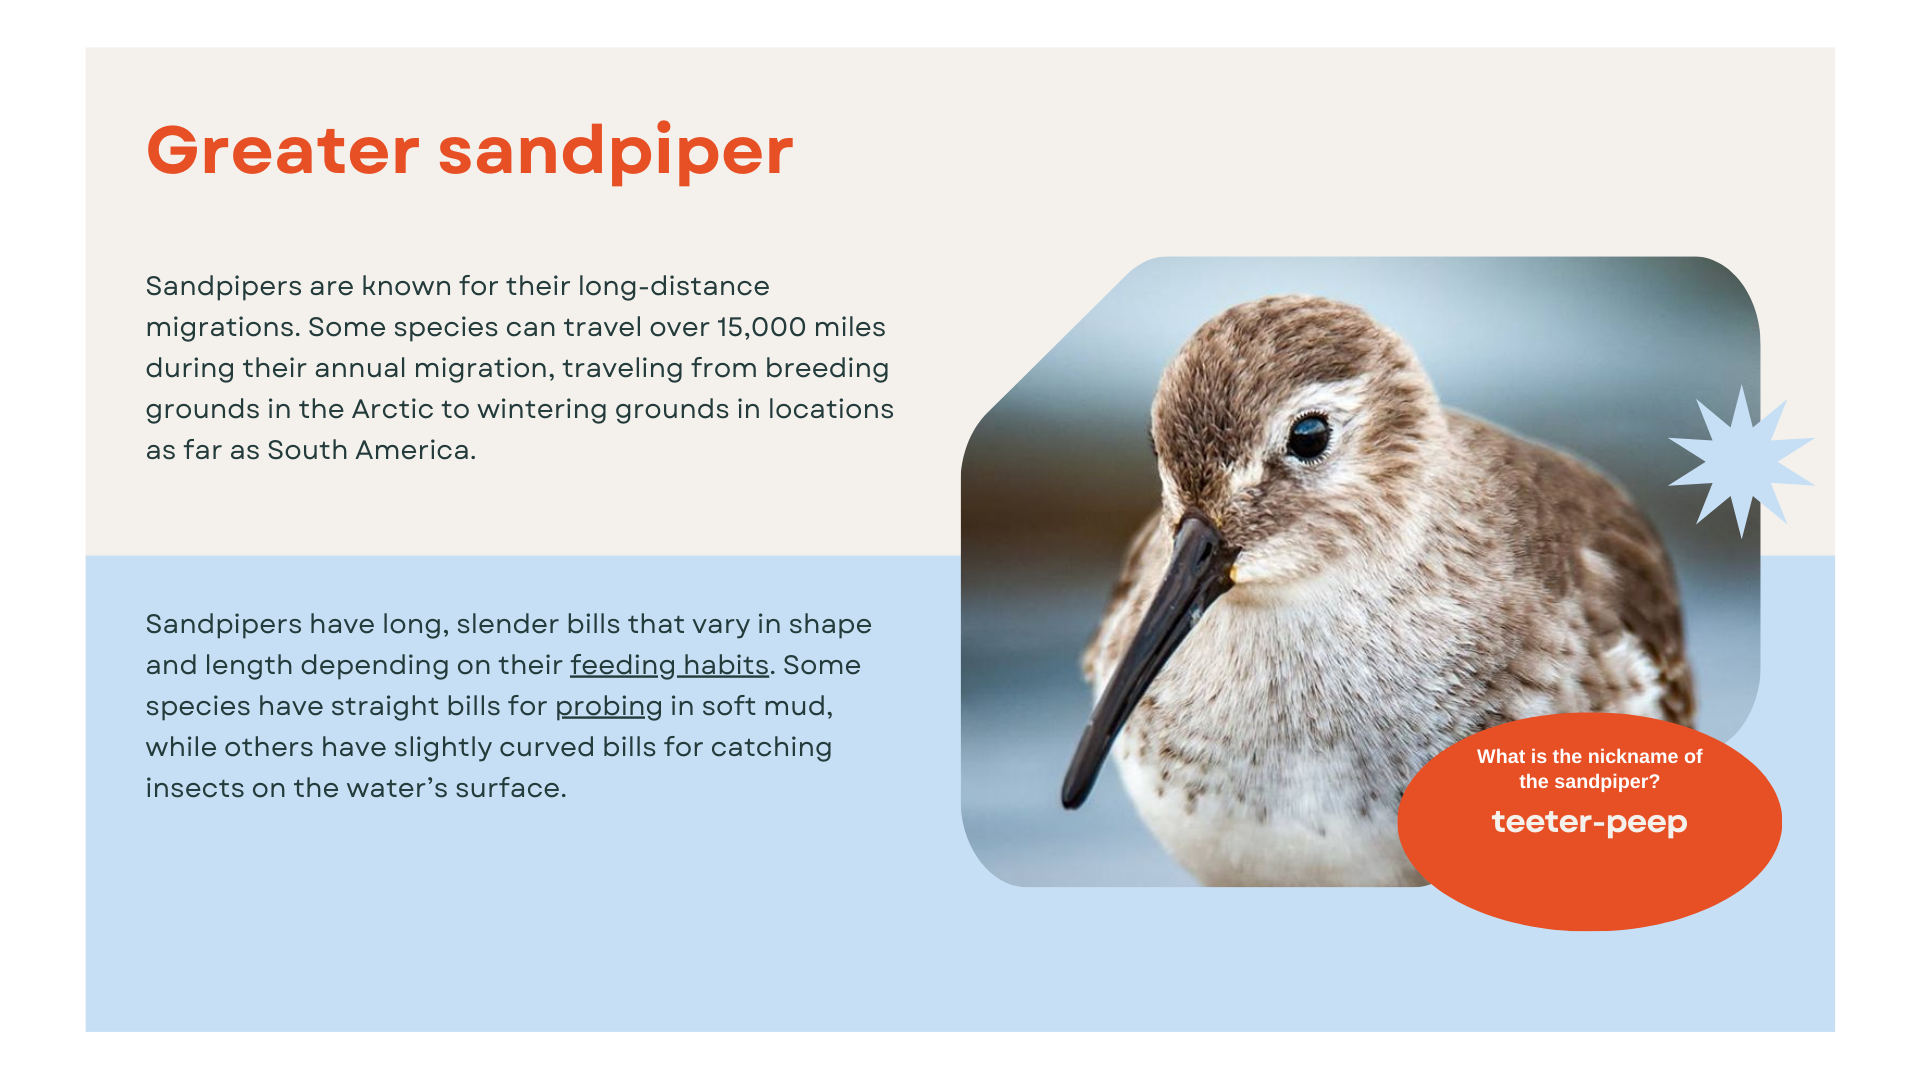 Greater sandpiper
Sandpipers are known for their long-distance
migrations. Some species can travel over 15,000 miles
during their annual migration, traveling from breeding
grounds in the Arctic to wintering grounds in locations
as far as South America.
Sandpipers have long, slender bills that vary in shape
and length depending on their feeding habits. Some
species have straight bills for probing in soft mud,
while others have slightly curved bills for catching
insects on the water’s surface.
What is the nickname of
the sandpiper?
teeter-peep